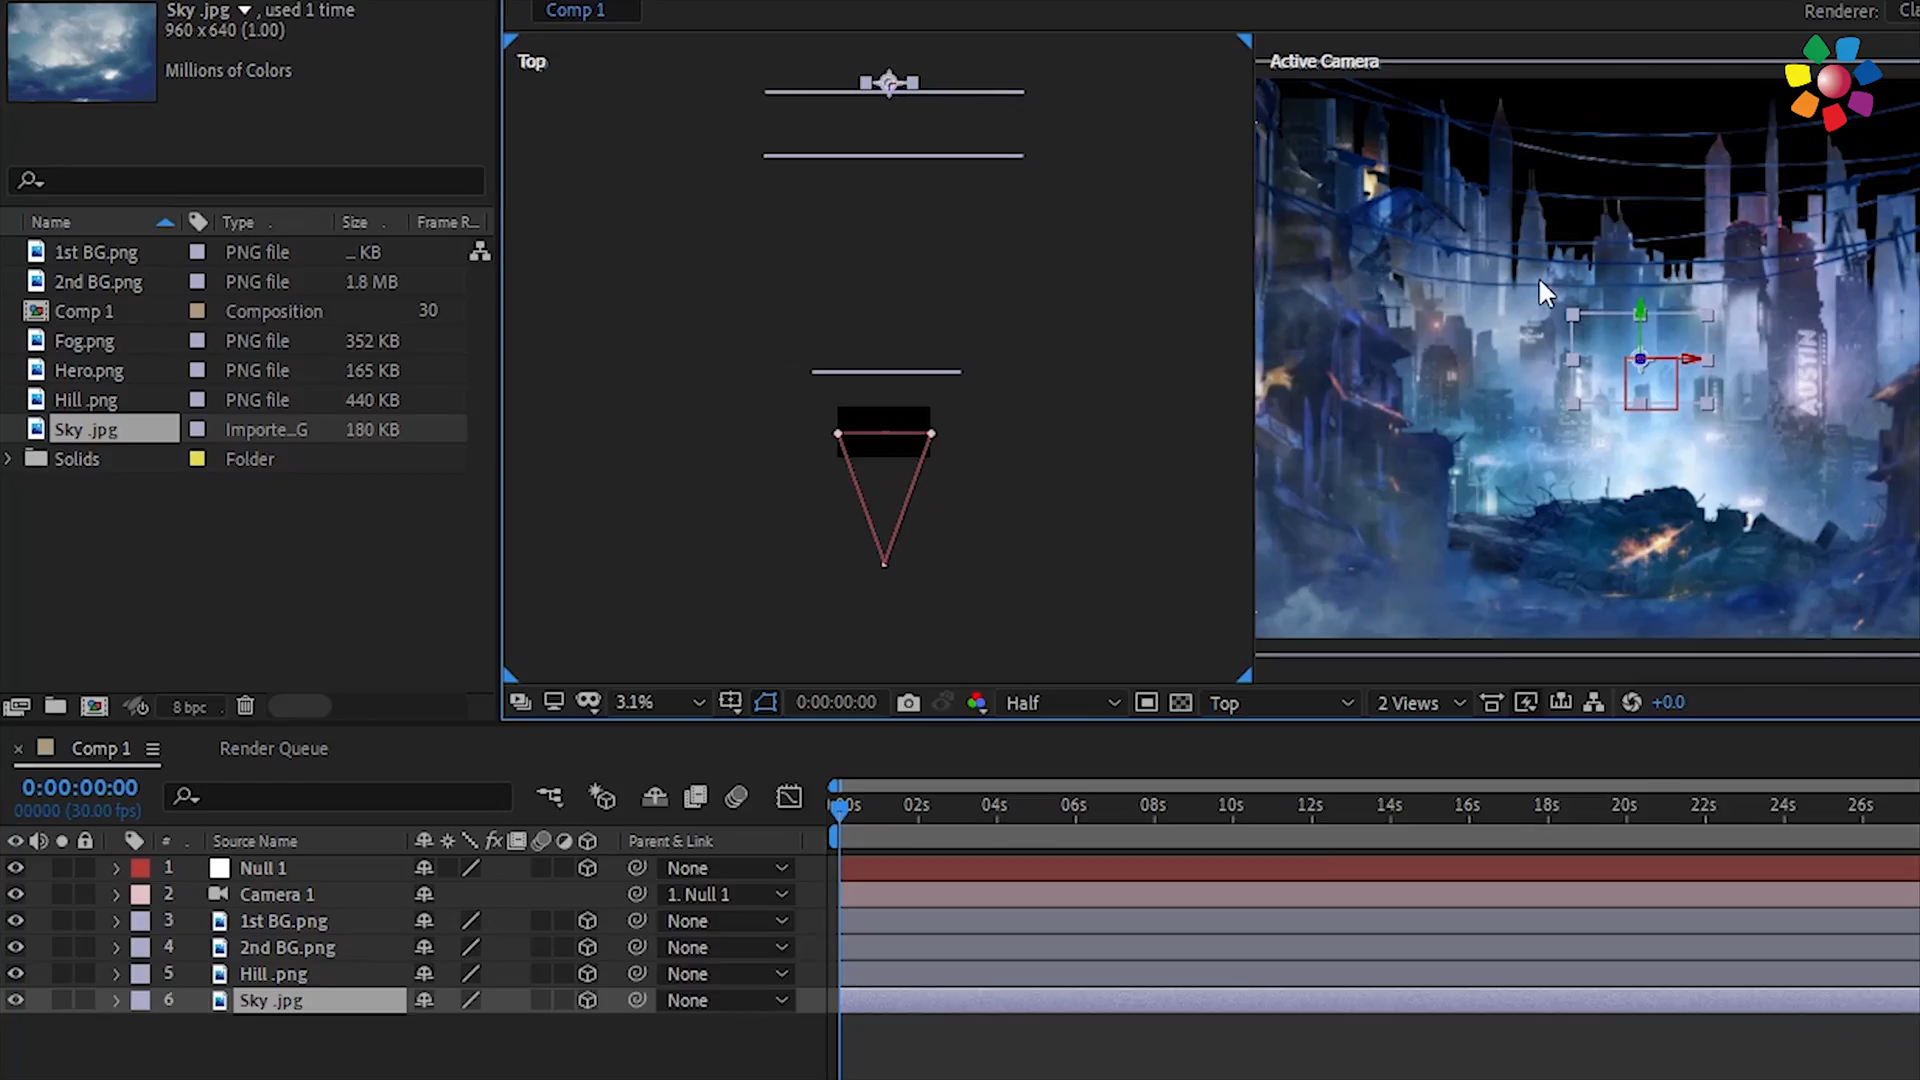 Sky .jpg , used 1 time
960 x 640 (1.00)
Millions of Colors
Comp 1
Renderer:
Top
Active Camera
AUSTIN
Name Type Size Frame R...
1st BG.png PNG file ... KB
2nd BG.png PNG file 1.8 MB
Comp 1 Composition 30
Fog.png PNG file 352 KB
Hero.png PNG file 165 KB
Hill .png PNG file 440 KB
Sky .jpg Importe...G 180 KB
Solids Folder
8 bpc
3.1% 0:00:00:00 Half Top 2 Views +0.0
Comp 1 Render Queue
0:00:00:00
00000 (30.00 fps)
02s 04s 06s 08s 10s 12s 14s 16s 18s 20s 22s 24s 26s
# Source Name fx Parent & Link
1 Null 1 None
2 Camera 1 1. Null 1
3 1st BG.png None
4 2nd BG.png None
5 Hill .png None
6 Sky .jpg None